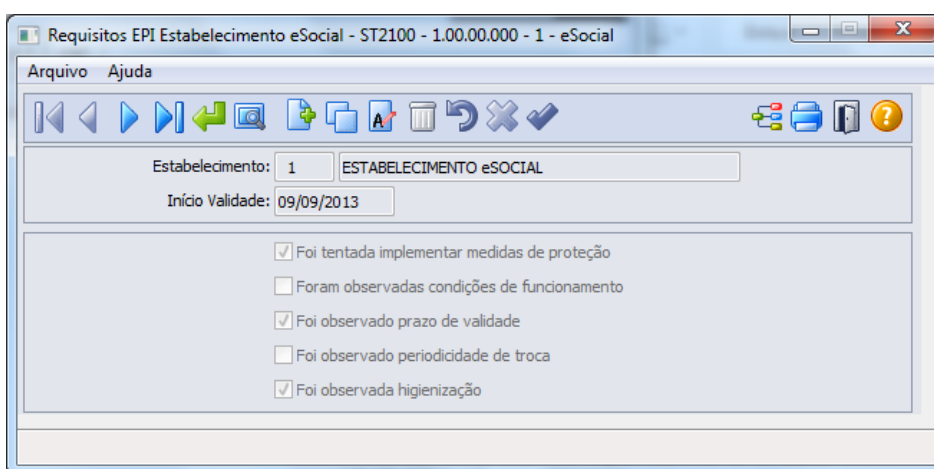 Requisitos EPI Estabelecimento eSocial - ST2100 - 1.00.00.000 - 1 - eSocial
Arquivo Ajuda
Estabelecimento: 1 ESTABELECIMENTO eSOCIAL
Início Validade: 09/09/2013
Foi tentada implementar medidas de proteção
Foram observadas condições de funcionamento
Foi observado prazo de validade
Foi observado periodicidade de troca
Foi observada higienização